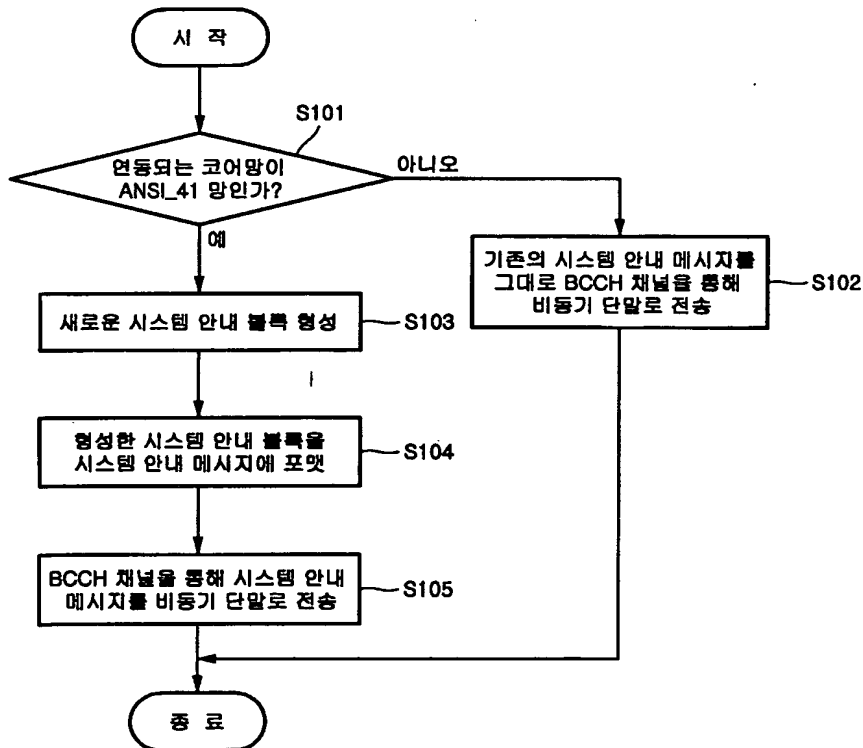 시 작
S101
연동되는 코어망이
ANSI_41 망인가?
아니오
예
기존의 시스템 안내 메시지를
그대로 BCCH 채널을 통해
비동기 단말로 전송
S102
새로운 시스템 안내 블록 형성
S103
형성한 시스템 안내 블록을
시스템 안내 메시지에 포맷
S104
BCCH 채널을 통해 시스템 안내
메시지를 비동기 단말로 전송
S105
종 료